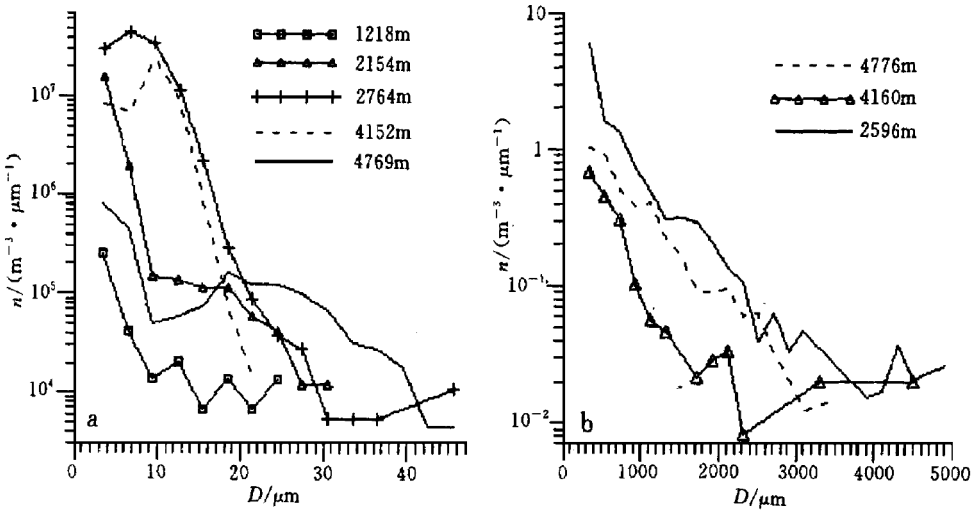 1218m
2154m
2764m
4152m
4769m
10⁷
10⁶
10⁵
10⁴
n/(m⁻³·μm⁻¹)
a
0
10
20
30
40
D/μm
4776m
4160m
2596m
10
1
10⁻¹
10⁻²
n/(m⁻³·μm⁻¹)
b
0
1000
2000
3000
4000
5000
D/μm